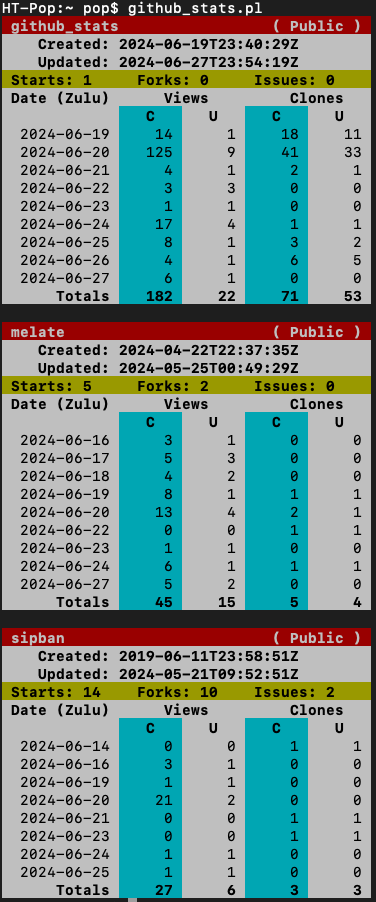 HT-Pop:~ pop$ github_stats.pl
github_stats ( Public )
Created: 2024-06-19T23:40:29Z
Updated: 2024-06-27T23:54:19Z
Starts: 1 Forks: 0 Issues: 0
Date (Zulu) Views Clones
C U C U
2024-06-19 14 1 18 11
2024-06-20 125 9 41 33
2024-06-21 4 1 2 1
2024-06-22 3 3 0 0
2024-06-23 1 1 0 0
2024-06-24 17 4 1 1
2024-06-25 8 1 3 2
2024-06-26 4 1 6 5
2024-06-27 6 1 0 0
Totals 182 22 71 53
melate ( Public )
Created: 2024-04-22T22:37:35Z
Updated: 2024-05-25T00:49:29Z
Starts: 5 Forks: 2 Issues: 0
Date (Zulu) Views Clones
C U C U
2024-06-16 3 1 0 0
2024-06-17 5 3 0 0
2024-06-18 4 2 0 0
2024-06-19 8 1 1 1
2024-06-20 13 4 2 1
2024-06-22 0 0 1 1
2024-06-23 1 1 0 0
2024-06-24 6 1 1 1
2024-06-27 5 2 0 0
Totals 45 15 5 4
sipban ( Public )
Created: 2019-06-11T23:58:51Z
Updated: 2024-05-21T09:52:51Z
Starts: 14 Forks: 10 Issues: 2
Date (Zulu) Views Clones
C U C U
2024-06-14 0 0 1 1
2024-06-16 3 1 0 0
2024-06-19 1 1 0 0
2024-06-20 21 2 0 0
2024-06-21 0 0 1 1
2024-06-23 0 0 1 1
2024-06-24 1 1 0 0
2024-06-25 1 1 0 0
Totals 27 6 3 3